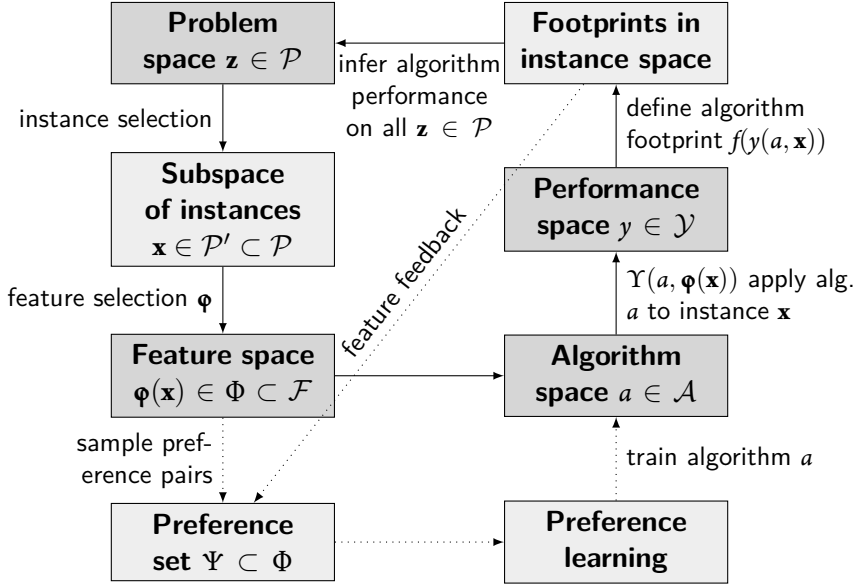 Problem
space z ∈ 𝒫
Footprints in
instance space
infer algorithm
performance
on all z ∈ 𝒫
instance selection
define algorithm
footprint f(y(a, x))
Subspace
of instances
x ∈ 𝒫′ ⊂ 𝒫
Performance
space y ∈ 𝒴
feature feedback
feature selection φ
Υ(a, φ(x)) apply alg.
a to instance x
Feature space
φ(x) ∈ Φ ⊂ ℱ
Algorithm
space a ∈ 𝒜
sample pref-
erence pairs
train algorithm a
Preference
set Ψ ⊂ Φ
Preference
learning